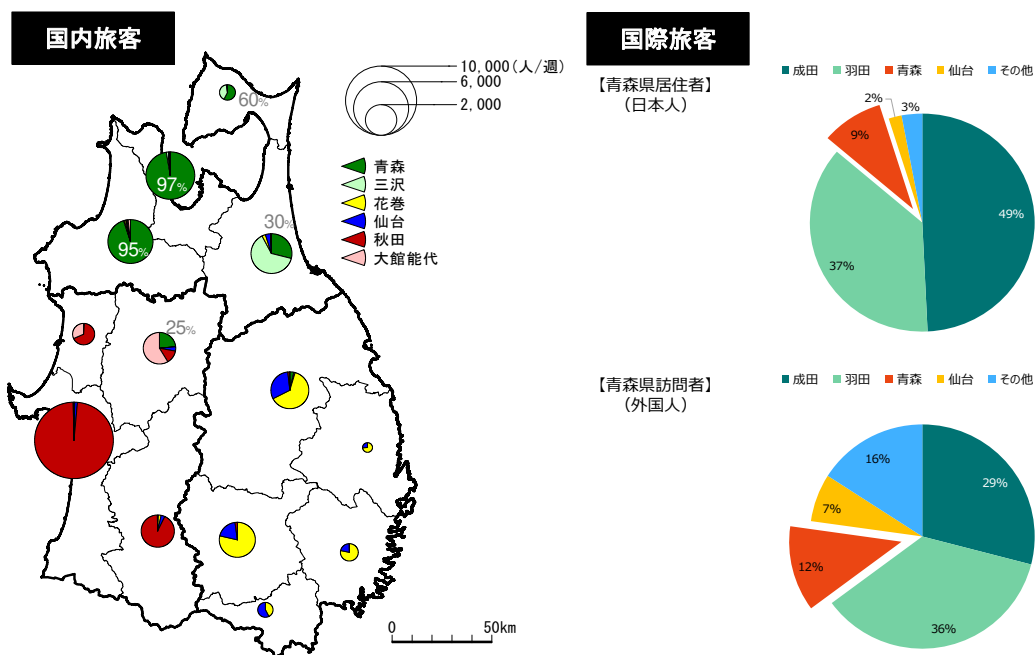 国内旅客
10,000(人/週)
6,000
2,000
青森
三沢
花巻
仙台
秋田
大館能代
60%
97%
95%
30%
25%
0 50km
国際旅客
【青森県居住者】
(日本人)
成田 羽田 青森 仙台 その他
2% 3%
9%
49%
37%
【青森県訪問者】
(外国人)
成田 羽田 青森 仙台 その他
16%
29%
7%
12%
36%